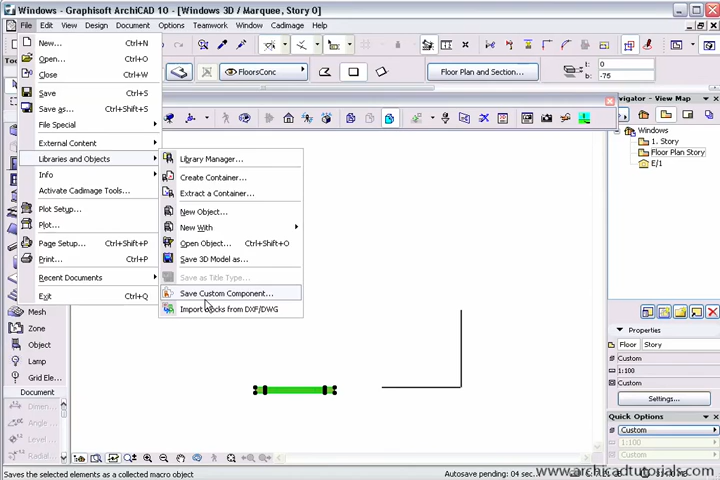 Windows - Graphisoft ArchiCAD 10 - [Windows 3D / Marquee, Story 0]
File Edit View Design Document Options Teamwork Window Cadimage Help
New... Ctrl+N
Open... Ctrl+O
Close Ctrl+W
Save Ctrl+S
Save as... Ctrl+Shift+S
File Special
External Content
Libraries and Objects
Info
Activate Cadimage Tools...
Plot Setup...
Plot...
Page Setup... Ctrl+Shift+P
Print... Ctrl+P
Recent Documents
Exit Ctrl+Q
Library Manager...
Create Container...
Extract a Container...
New Object...
New With
Open Object... Ctrl+Shift+O
Save 3D Model as...
Save as Title Type...
Save Custom Component...
Import Blocks from DXF/DWG
FloorsConc
Floor Plan and Section...
t: 0
b: -75
avigator - View Map
Windows
1. Story
Floor Plan Story
E/1
Mesh
Zone
Object
Lamp
Grid Ele...
Document
Dimen...
Level ...
Radial ...
Angle ...
Properties
Floor Story
Custom
1:100
Custom
Settings...
Quick Options
Custom
1:100
Custom
Saves the selected elements as a collected macro object
Autosave pending: 04 sec...
www.archicadtutorials.com